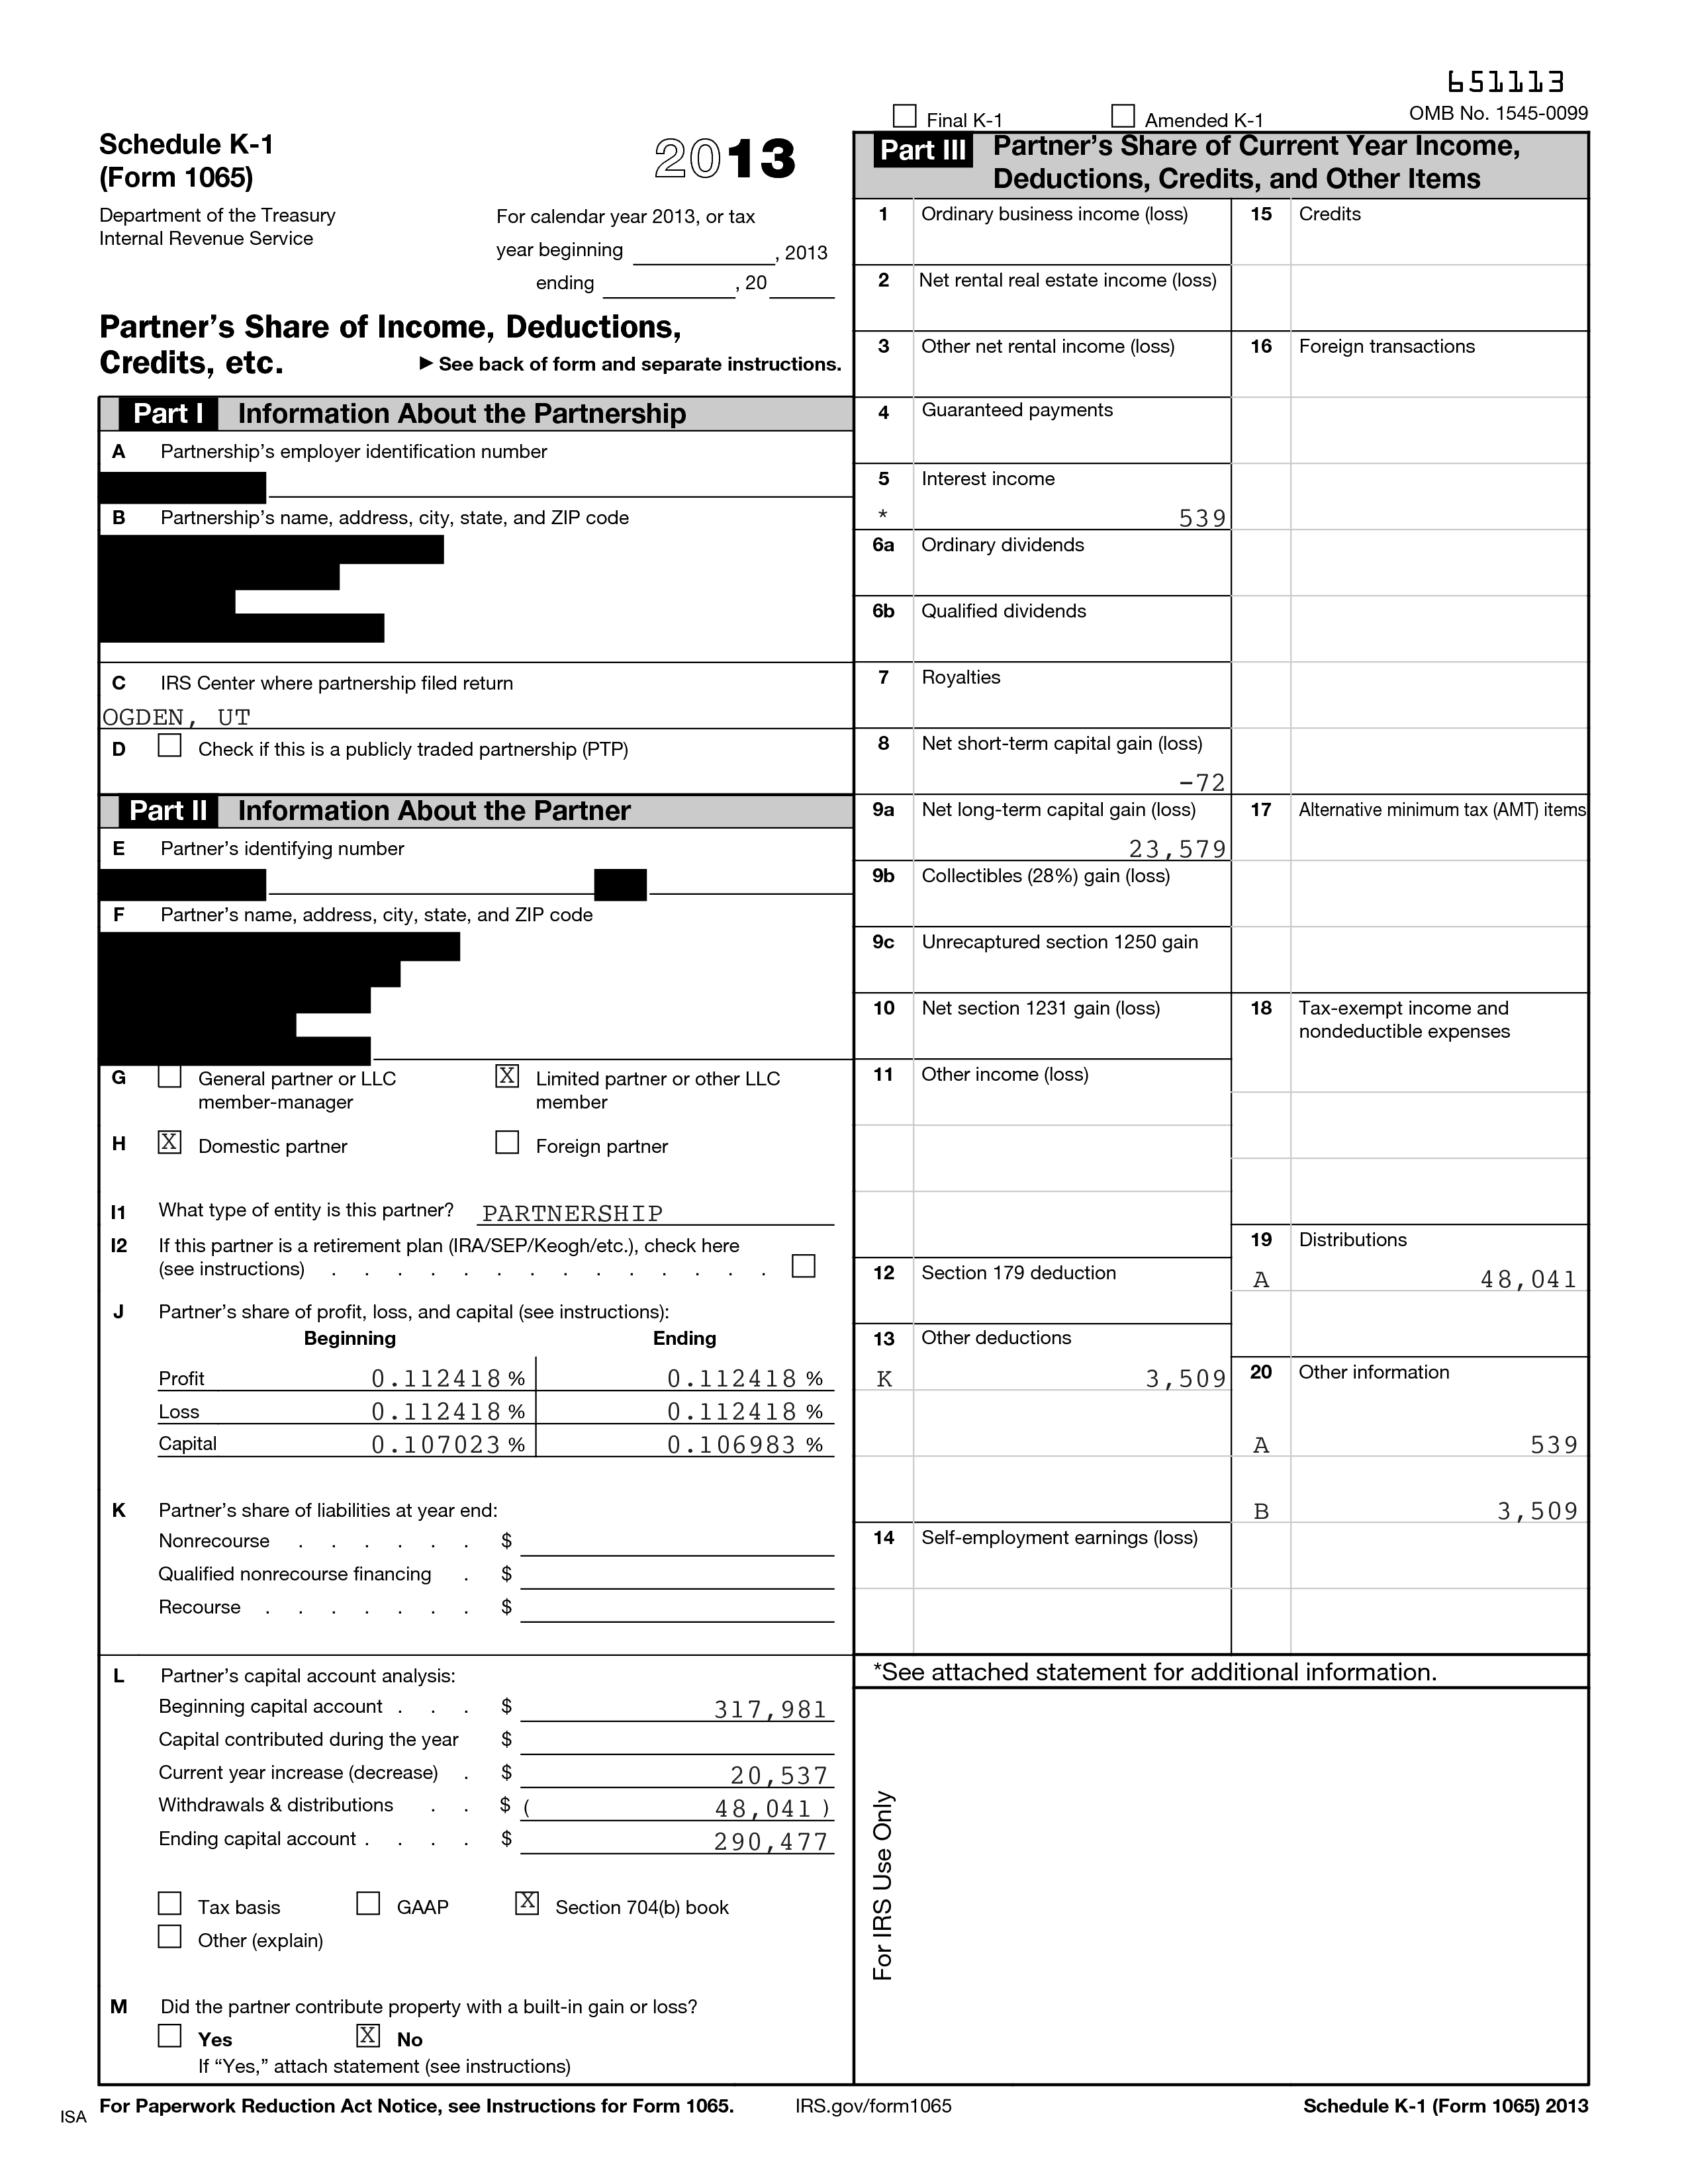 651113
Final K-1
Amended K-1
OMB No. 1545-0099
Schedule K-1
(Form 1065)
2013
Department of the Treasury
Internal Revenue Service
For calendar year 2013, or tax
year beginning , 2013
ending , 20
Partner's Share of Income, Deductions,
Credits, etc. ► See back of form and separate instructions.
Part I Information About the Partnership
A Partnership's employer identification number
B Partnership's name, address, city, state, and ZIP code
C IRS Center where partnership filed return
OGDEN, UT
D Check if this is a publicly traded partnership (PTP)
Part II Information About the Partner
E Partner's identifying number
F Partner's name, address, city, state, and ZIP code
G General partner or LLC
member-manager
X Limited partner or other LLC
member
H X Domestic partner
Foreign partner
I1 What type of entity is this partner? PARTNERSHIP
I2 If this partner is a retirement plan (IRA/SEP/Keogh/etc.), check here
(see instructions) . . . . . . . . . . . . . .
J Partner's share of profit, loss, and capital (see instructions):
Beginning Ending
Profit 0.112418 % 0.112418 %
Loss 0.112418 % 0.112418 %
Capital 0.107023 % 0.106983 %
K Partner's share of liabilities at year end:
Nonrecourse . . . . . . $
Qualified nonrecourse financing . $
Recourse . . . . . . . $
L Partner's capital account analysis:
Beginning capital account . . . $ 317,981
Capital contributed during the year $
Current year increase (decrease) . $ 20,537
Withdrawals & distributions . . $ ( 48,041 )
Ending capital account . . . . $ 290,477
Tax basis
GAAP
X Section 704(b) book
Other (explain)
M Did the partner contribute property with a built-in gain or loss?
Yes
X No
If “Yes,” attach statement (see instructions)
Part III Partner's Share of Current Year Income,
Deductions, Credits, and Other Items
1 Ordinary business income (loss)
2 Net rental real estate income (loss)
3 Other net rental income (loss)
4 Guaranteed payments
5 Interest income
* 539
6a Ordinary dividends
6b Qualified dividends
7 Royalties
8 Net short-term capital gain (loss)
-72
9a Net long-term capital gain (loss)
23,579
9b Collectibles (28%) gain (loss)
9c Unrecaptured section 1250 gain
10 Net section 1231 gain (loss)
11 Other income (loss)
12 Section 179 deduction
13 Other deductions
K 3,509
14 Self-employment earnings (loss)
15 Credits
16 Foreign transactions
17 Alternative minimum tax (AMT) items
18 Tax-exempt income and
nondeductible expenses
19 Distributions
A 48,041
20 Other information
A 539
B 3,509
*See attached statement for additional information.
For IRS Use Only
ISA
For Paperwork Reduction Act Notice, see Instructions for Form 1065.
IRS.gov/form1065
Schedule K-1 (Form 1065) 2013